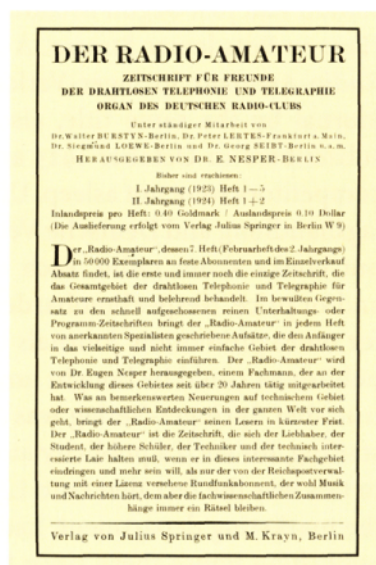 DER RADIO-AMATEUR
ZEITSCHRIFT FÜR FREUNDE
DER DRAHTLOSEN TELEPHONIE UND TELEGRAPHIE
ORGAN DES DEUTSCHEN RADIO-CLUBS
Unter ständiger Mitarbeit von
Dr. Walter BURSTYN-Berlin, Dr. Peter LERTES-Frankfurt a. Main,
Dr. Siegmund LOEWE-Berlin und Dr. Georg SEIBT-Berlin u. a. m.
HERAUSGEGEBEN VON DR. E. NESPER-BERLIN
Bisher sind erschienen:
I. Jahrgang (1923) Heft 1—5
II. Jahrgang (1924) Heft 1+2
Inlandspreis pro Heft: 0.40 Goldmark / Auslandspreis 0.10 Dollar
(Die Auslieferung erfolgt vom Verlag Julius Springer in Berlin W 9)
Der „Radio-Amateur“, dessen 7. Heft (Februarheft des 2. Jahrgangs)
in 50000 Exemplaren an feste Abonnenten und im Einzelverkauf
Absatz findet, ist die erste und immer noch die einzige Zeitschrift, die
das Gesamtgebiet der drahtlosen Telephonie und Telegraphie für
Amateure ernsthaft und belehrend behandelt. Im bewußten Gegen-
satz zu den schnell aufgeschossenen reinen Unterhaltungs- oder
Programm-Zeitschriften bringt der „Radio-Amateur“ in jedem Heft
von anerkannten Spezialisten geschriebene Aufsätze, die den Anfänger
in das vielseitige und nicht immer einfache Gebiet der drahtlosen
Telephonie und Telegraphie einführen. Der „Radio-Amateur“ wird
von Dr. Eugen Nesper herausgegeben, einem Fachmann, der an der
Entwicklung dieses Gebietes seit über 20 Jahren tätig mitgearbeitet
hat. Was an bemerkenswerten Neuerungen auf technischem Gebiet
oder wissenschaftlichen Entdeckungen in der ganzen Welt vor sich
geht, bringt der „Radio-Amateur“ seinen Lesern in kürzester Frist.
Der „Radio-Amateur“ ist die Zeitschrift, die sich der Liebhaber, der
Student, der höhere Schüler, der Techniker und der technisch inter-
essierte Laie halten muß, wenn er in dieses interessante Fachgebiet
eindringen und mehr sein will, als nur der von der Reichspostverwal-
tung mit einer Lizenz versehene Rundfunkabonnent, der wohl Musik
und Nachrichten hört, dem aber die fachwissenschaftlichen Zusammen-
hänge immer ein Rätsel bleiben.
Verlag von Julius Springer und M. Krayn, Berlin